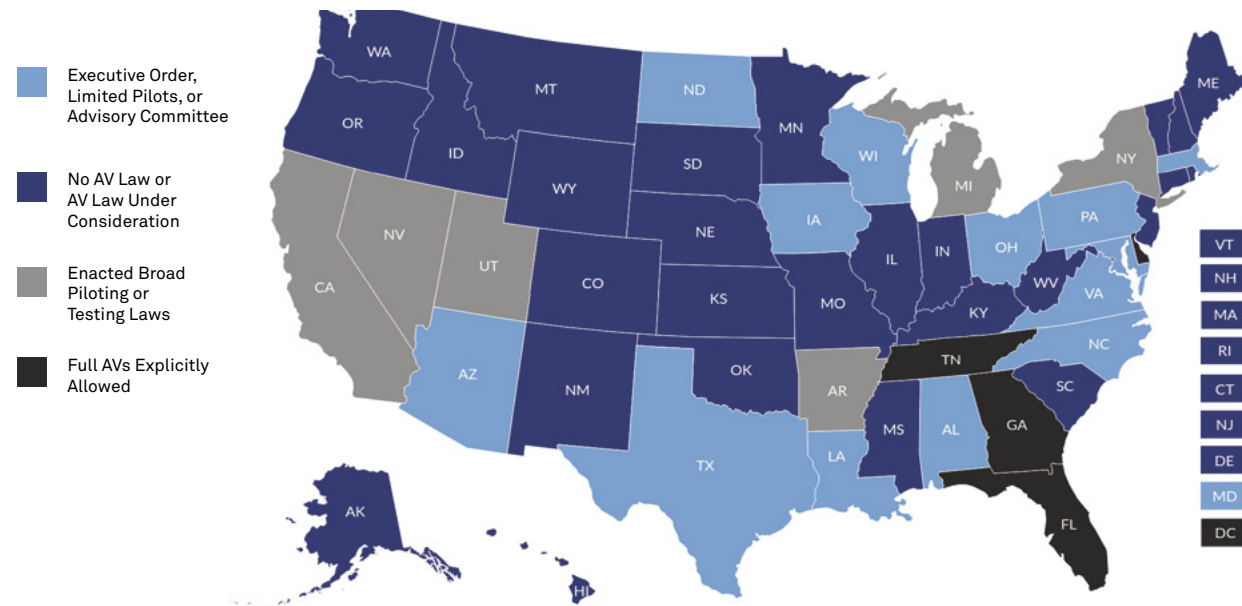 Executive Order,
Limited Pilots, or
Advisory Committee
No AV Law or
AV Law Under
Consideration
Enacted Broad
Piloting or
Testing Laws
Full AVs Explicitly
Allowed
WA
MT
ND
MN
ME
OR
ID
SD
WI
NY
WY
MI
NV
NE
IA
PA
UT
IL
IN
OH
VT
CA
CO
WV
NH
KS
MO
VA
KY
MA
NC
RI
TN
AZ
OK
CT
NM
AR
SC
MS
AL
GA
NJ
LA
TX
DE
MD
AK
FL
DC
HI